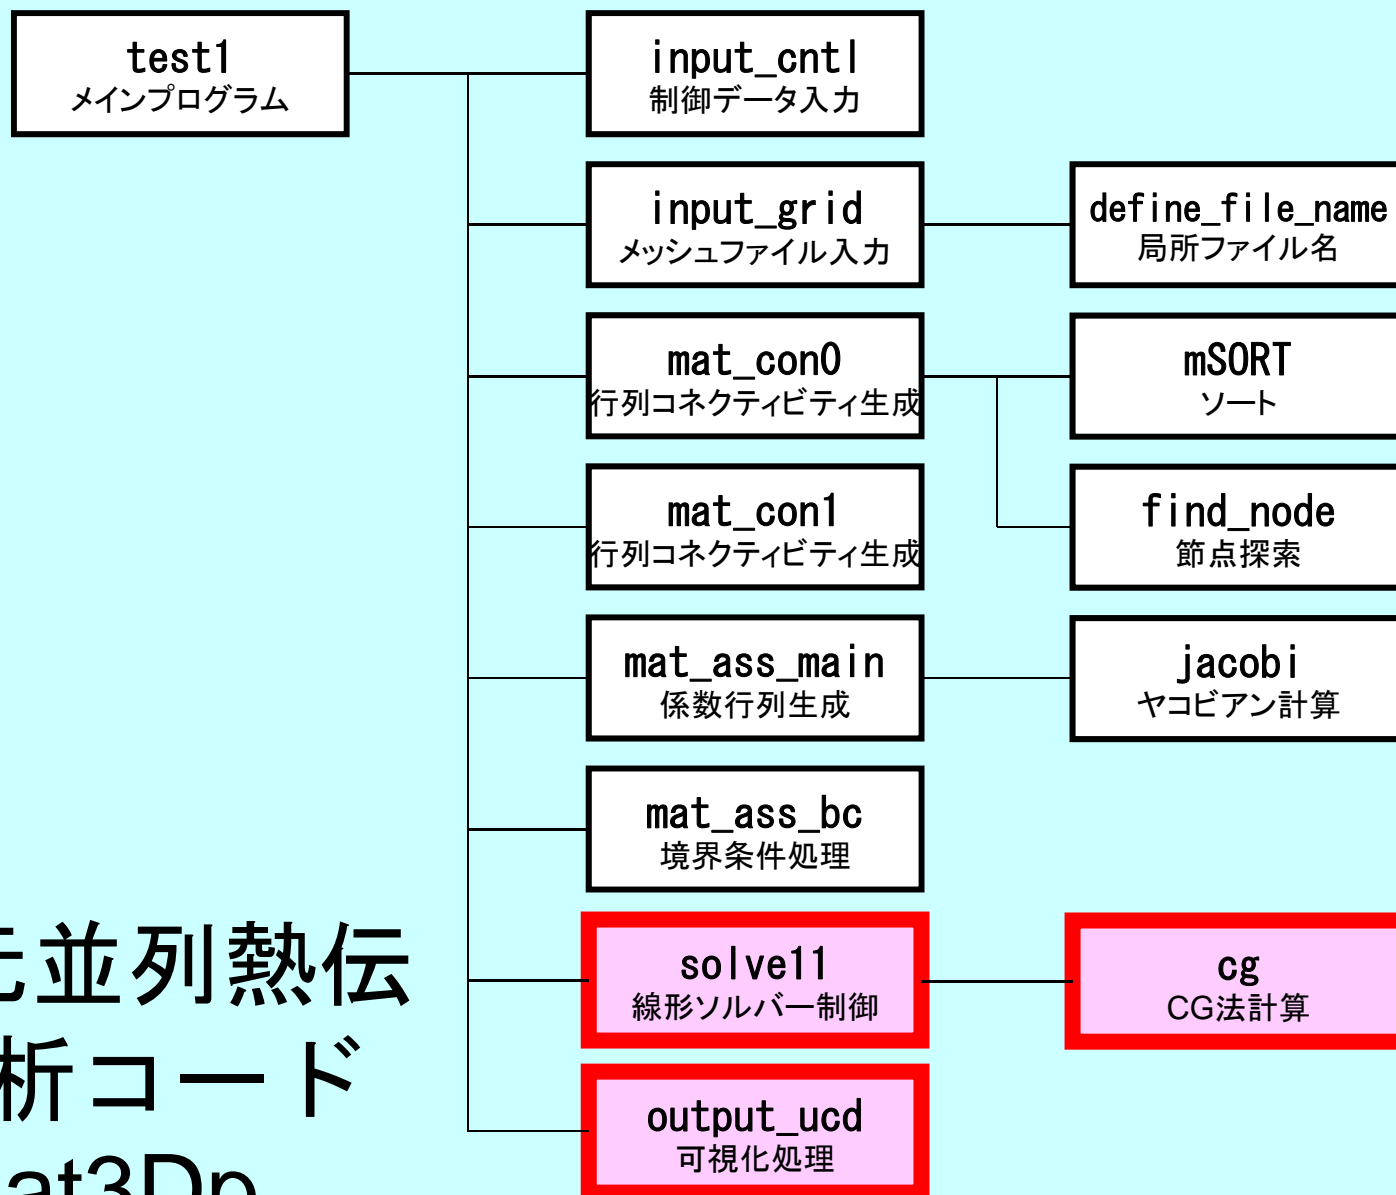 test1
メインプログラム
input_cntl
制御データ入力
input_grid
メッシュファイル入力
define_file_name
局所ファイル名
mat_con0
行列コネクティビティ生成
mSORT
ソート
find_node
節点探索
mat_con1
行列コネクティビティ生成
mat_ass_main
係数行列生成
jacobi
ヤコビアン計算
mat_ass_bc
境界条件処理
solve11
線形ソルバー制御
cg
CG法計算
output_ucd
可視化処理
元並列熱伝
析コード
at3Dp